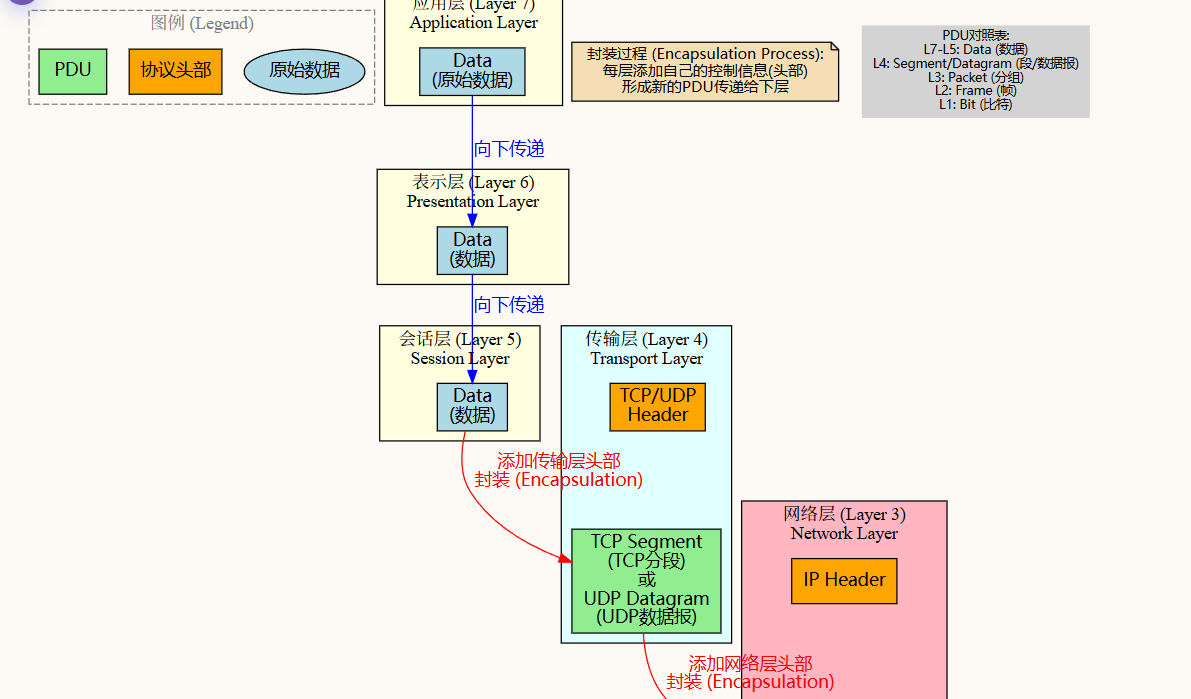 图例 (Legend)
PDU
协议头部
原始数据
应用层 (Layer 7)
Application Layer
Data
(原始数据)
封装过程 (Encapsulation Process):
每层添加自己的控制信息(头部)
形成新的PDU传递给下层
PDU对照表:
L7-L5: Data (数据)
L4: Segment/Datagram (段/数据报)
L3: Packet (分组)
L2: Frame (帧)
L1: Bit (比特)
向下传递
表示层 (Layer 6)
Presentation Layer
Data
(数据)
向下传递
会话层 (Layer 5)
Session Layer
Data
(数据)
传输层 (Layer 4)
Transport Layer
TCP/UDP
Header
添加传输层头部
封装 (Encapsulation)
TCP Segment
(TCP分段)
或
UDP Datagram
(UDP数据报)
网络层 (Layer 3)
Network Layer
IP Header
添加网络层头部
封装 (Encapsulation)